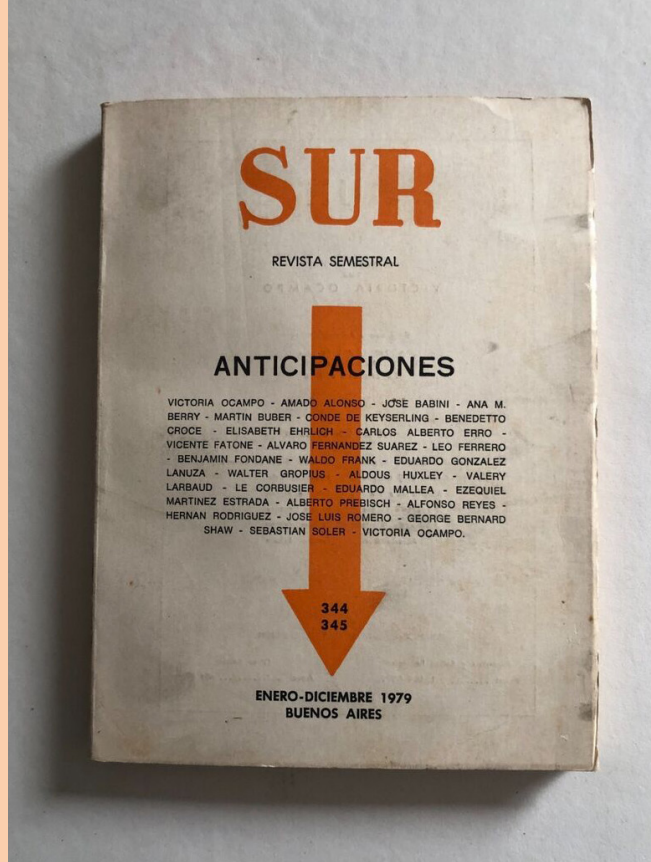 SUR
REVISTA SEMESTRAL
ANTICIPACIONES
VICTORIA OCAMPO - AMADO ALONSO - JOSE BABINI - ANA M.
BERRY - MARTIN BUBER - CONDE DE KEYSERLING - BENEDETTO
CROCE - ELISABETH EHRLICH - CARLOS ALBERTO ERRO -
VICENTE FATONE - ALVARO FERNANDEZ SUAREZ - LEO FERRERO
- BENJAMIN FONDANE - WALDO FRANK - EDUARDO GONZALEZ
LANUZA - WALTER GROPIUS - ALDOUS HUXLEY - VALERY
LARBAUD - LE CORBUSIER - EDUARDO MALLEA - EZEQUIEL
MARTINEZ ESTRADA - ALBERTO PREBISCH - ALFONSO REYES -
HERNAN RODRIGUEZ - JOSE LUIS ROMERO - GEORGE BERNARD
SHAW - SEBASTIAN SOLER - VICTORIA OCAMPO.
344
345
ENERO-DICIEMBRE 1979
BUENOS AIRES